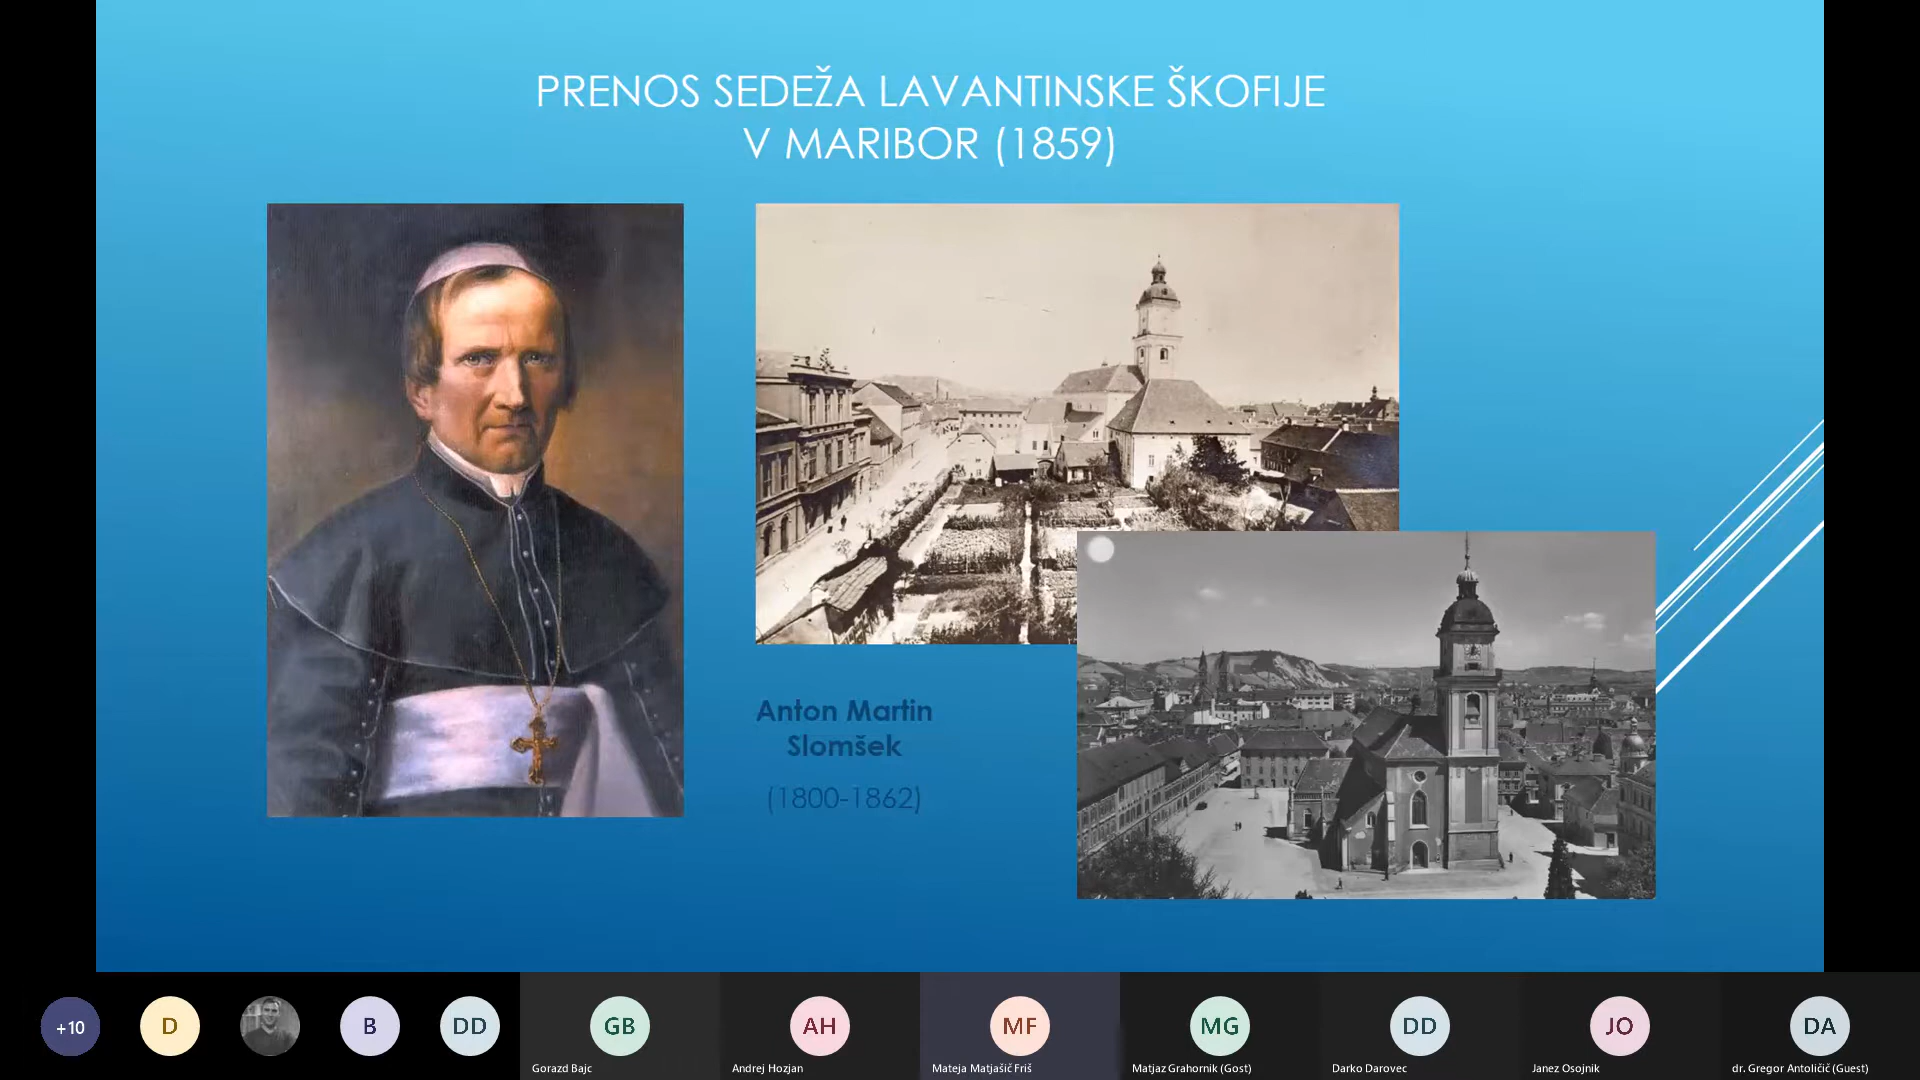 PRENOS SEDEŽA LAVANTINSKE ŠKOFIJE
V MARIBOR (1859)
Anton Martin
Slomšek
(1800-1862)
+10
D
B
DD
GB
AH
MF
MG
DD
JO
DA
Gorazd Bajc
Andrej Hozjan
Mateja Matjašič Friš
Matjaz Grahornik (Gost)
Darko Darovec
Janez Osojnik
dr. Gregor Antoličič (Guest)